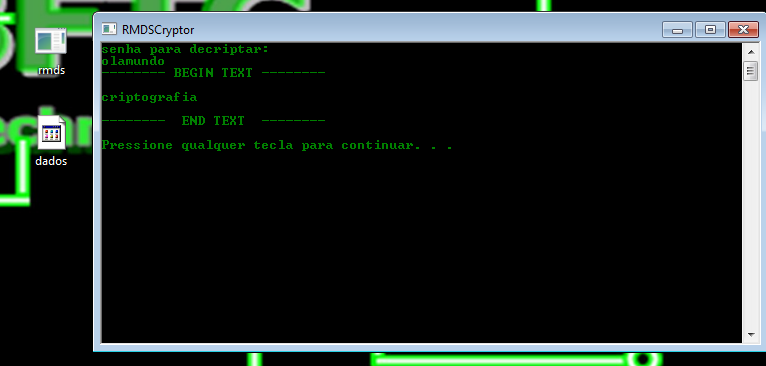 RMDSCryptor
senha para decriptar:
olamundo
-------- BEGIN TEXT --------
criptografia
--------  END TEXT  --------
Pressione qualquer tecla para continuar. . .
rmds
dados